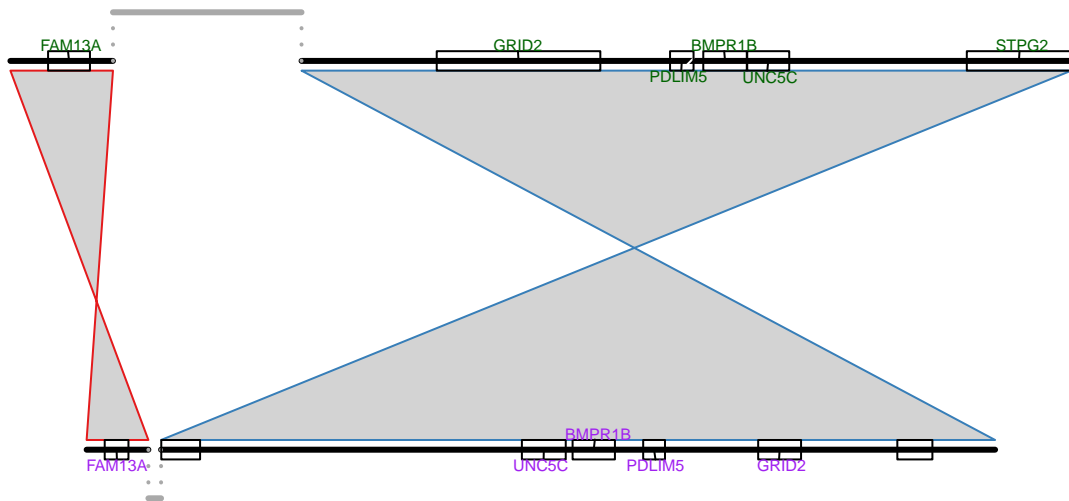 FAM13A GRID2 BMPR1B STPG2
PDLIM5 UNC5C
BMPR1B
FAM13A UNC5C PDLIM5 GRID2